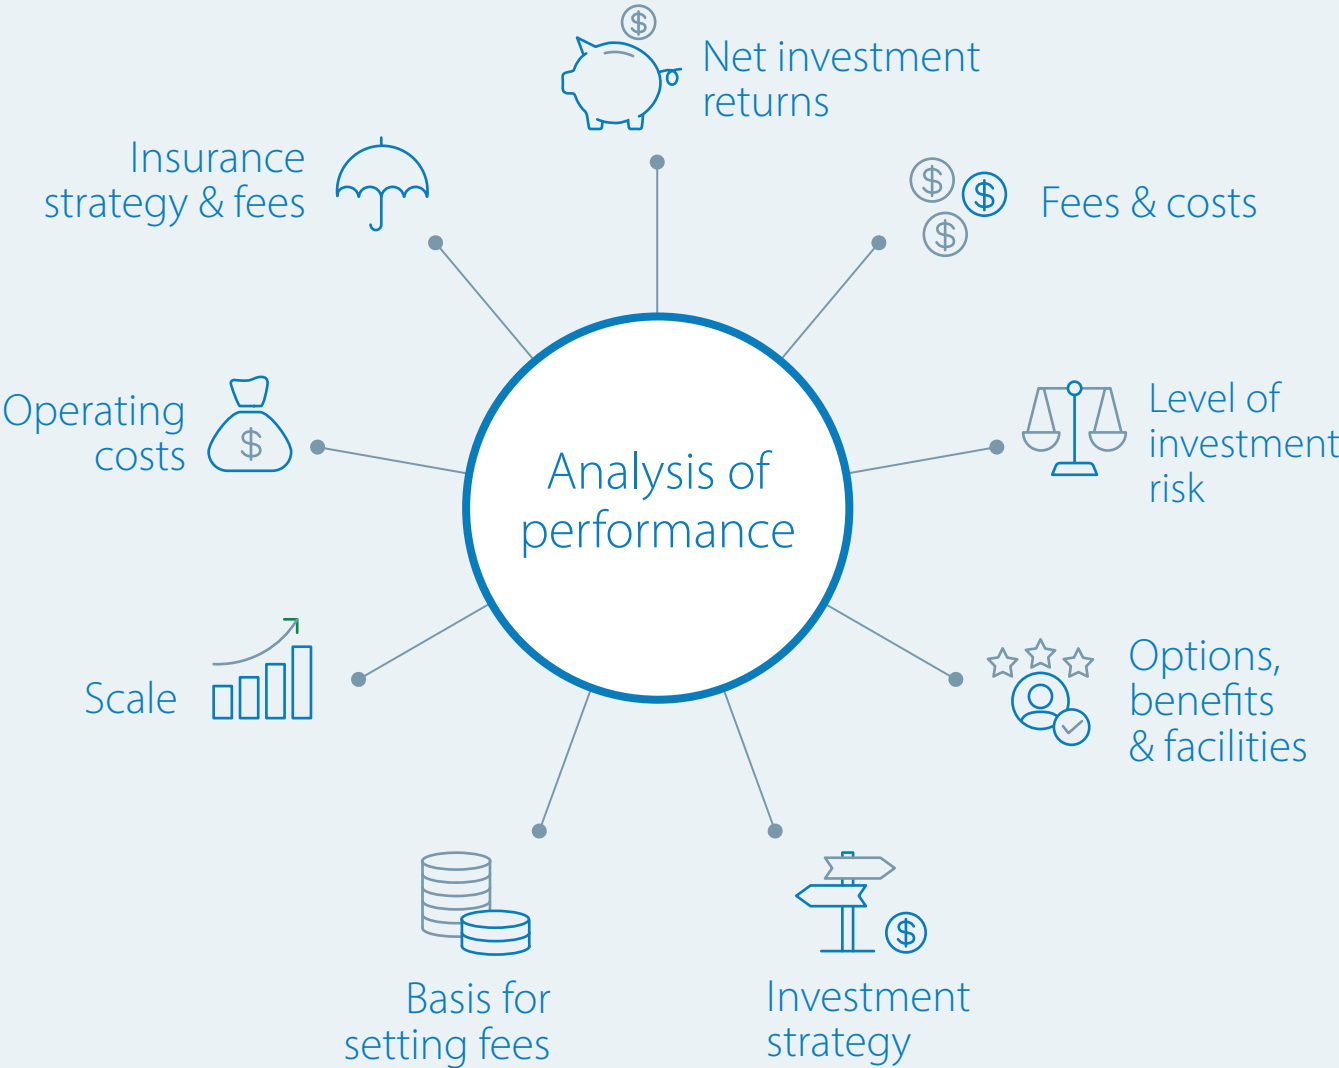 Net investment
returns
Fees & costs
Level of
investment
risk
Options,
benefits
& facilities
Investment
strategy
Basis for
setting fees
Scale
Operating
costs
Insurance
strategy & fees
Analysis of
performance
$
$
$
$
$
$